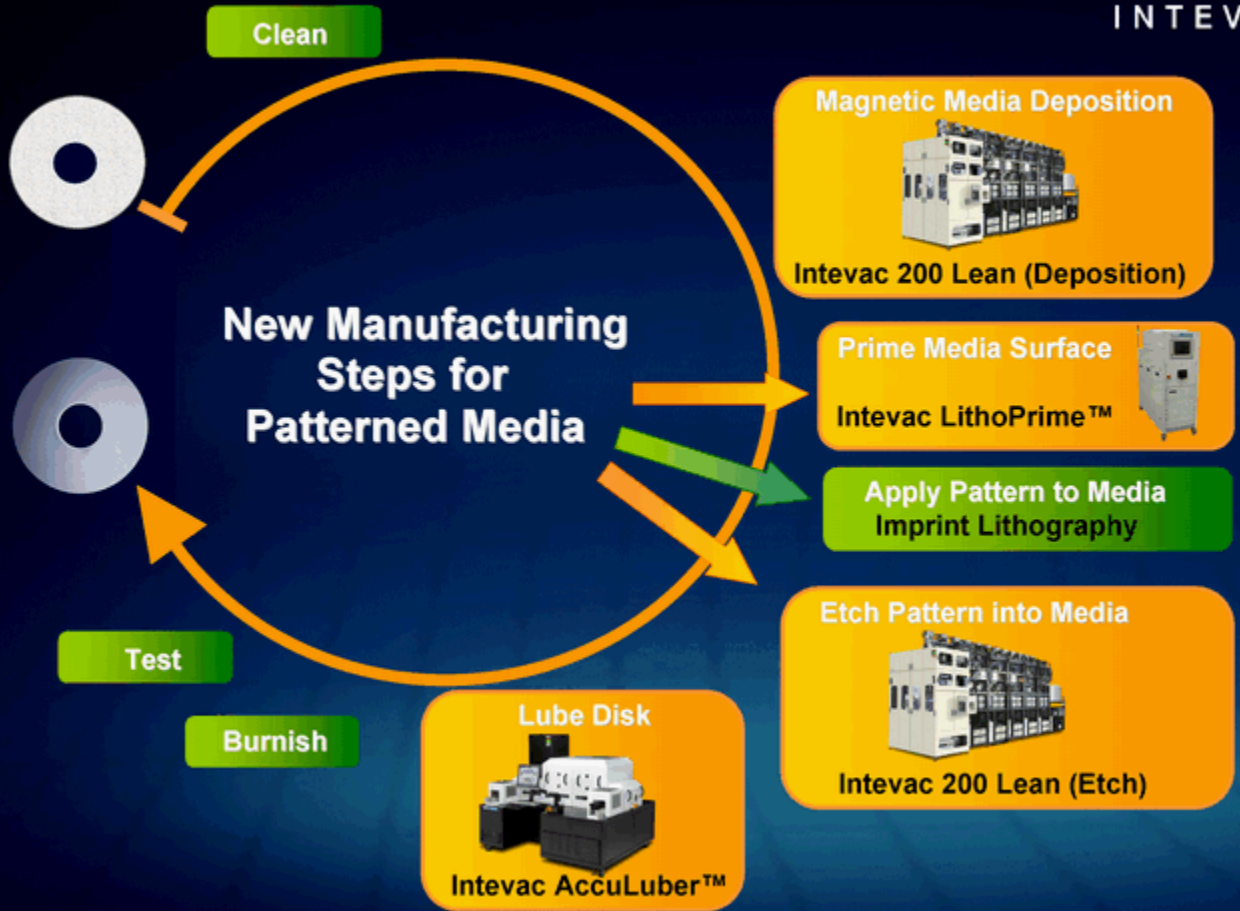 INTEV
Clean
Magnetic Media Deposition
Intevac 200 Lean (Deposition)
New Manufacturing
Steps for
Patterned Media
Prime Media Surface
Intevac LithoPrime™
Apply Pattern to Media
Imprint Lithography
Etch Pattern into Media
Intevac 200 Lean (Etch)
Lube Disk
Intevac AccuLuber™
Burnish
Test